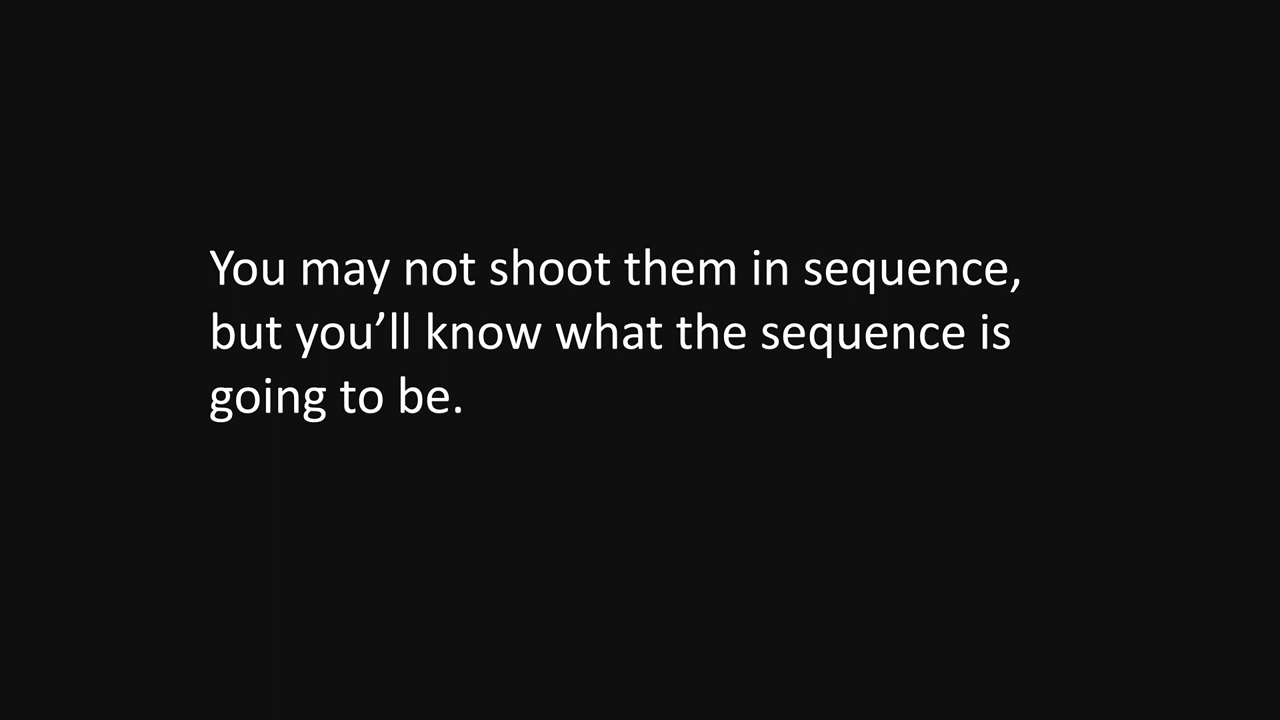 You may not shoot them in sequence,
but you’ll know what the sequence is
going to be.